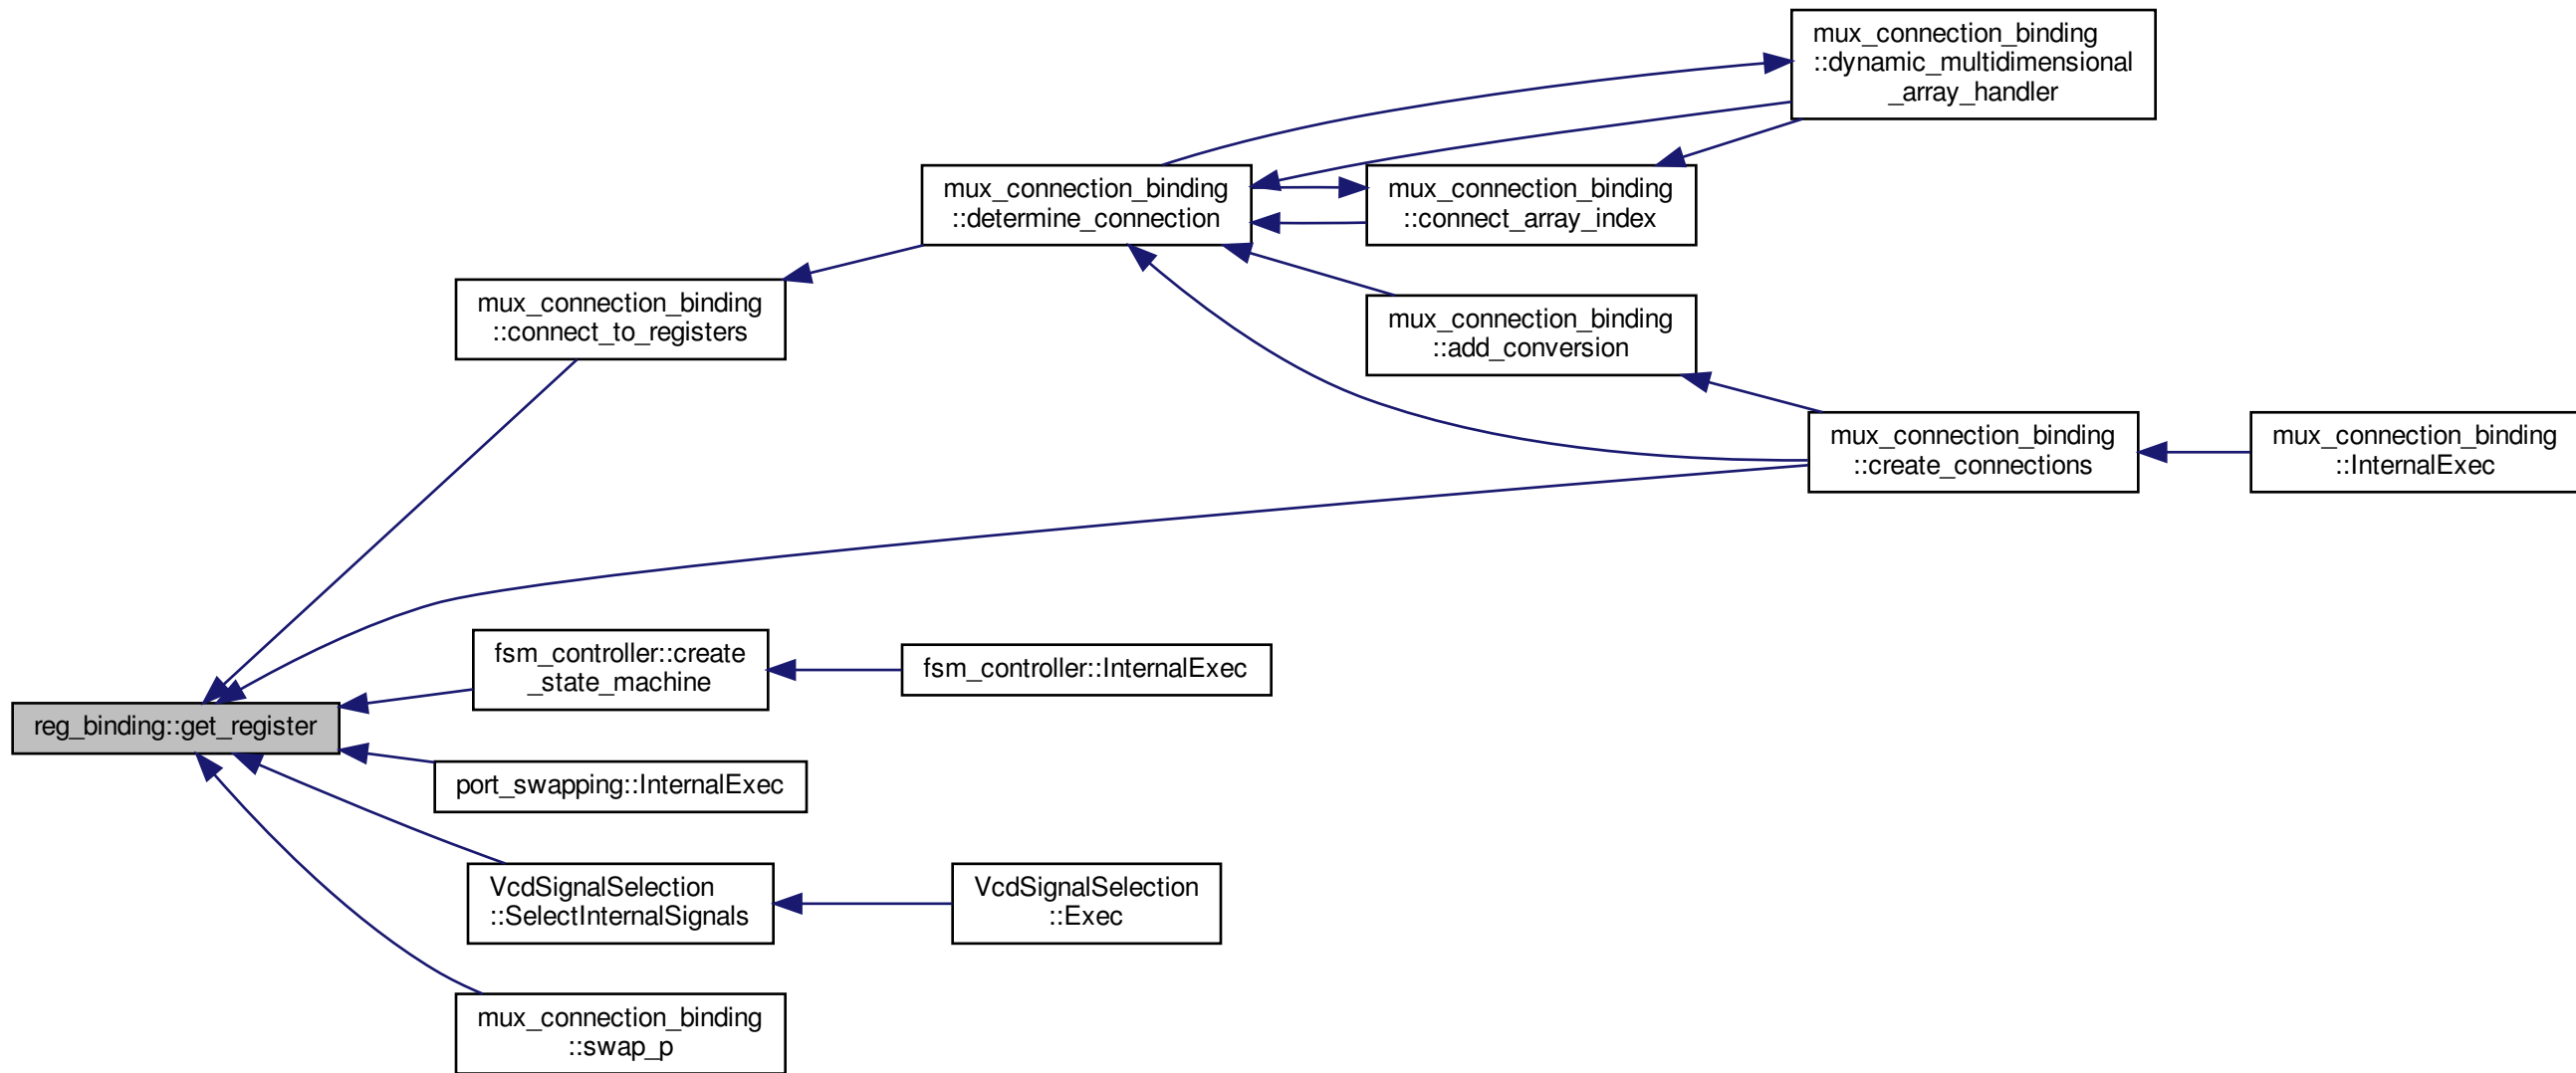 mux_connection_binding
::dynamic_multidimensional
_array_handler
mux_connection_binding
::determine_connection
mux_connection_binding
::connect_array_index
mux_connection_binding
::connect_to_registers
mux_connection_binding
::add_conversion
mux_connection_binding
::create_connections
mux_connection_binding
::InternalExec
fsm_controller::create
_state_machine
fsm_controller::InternalExec
reg_binding::get_register
port_swapping::InternalExec
VcdSignalSelection
::SelectInternalSignals
VcdSignalSelection
::Exec
mux_connection_binding
::swap_p